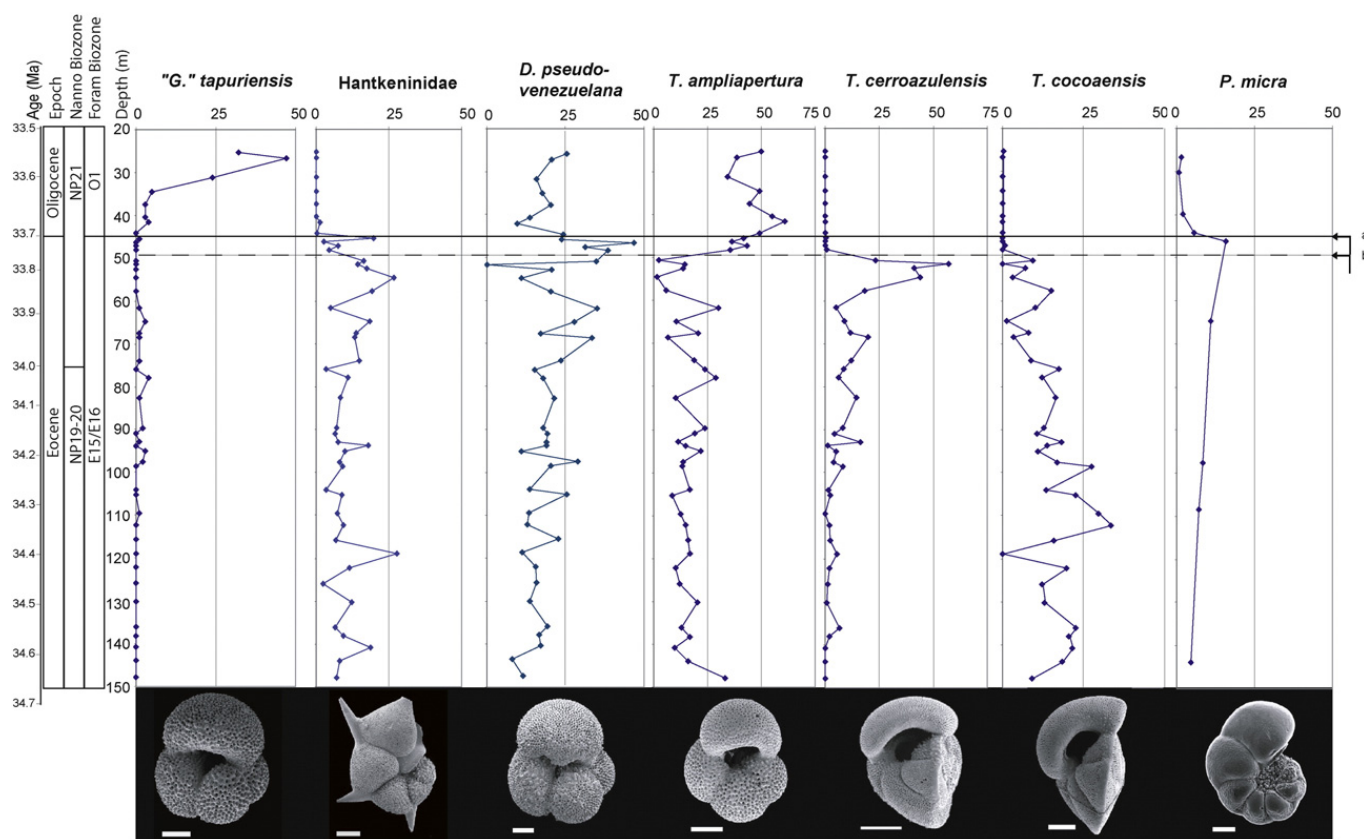 Age (Ma)
Epoch
Nanno Biozone
Foram Biozone
Depth (m)
"G." tapuriensis
Hantkeninidae
D. pseudo-
venezuelana
T. ampliapertura
T. cerroazulensis
T. cocoaensis
P. micra
0 25 50
0 25 50
0 25 50
0 25 50 75
0 25 50 75
0 25 50
0 25 50
33.5
33.6
33.7
33.8
33.9
34.0
34.1
34.2
34.3
34.4
34.5
34.6
34.7
Oligocene
Eocene
NP21
NP19-20
O1
E15/E16
20
30
40
50
60
70
80
90
100
110
120
130
140
150